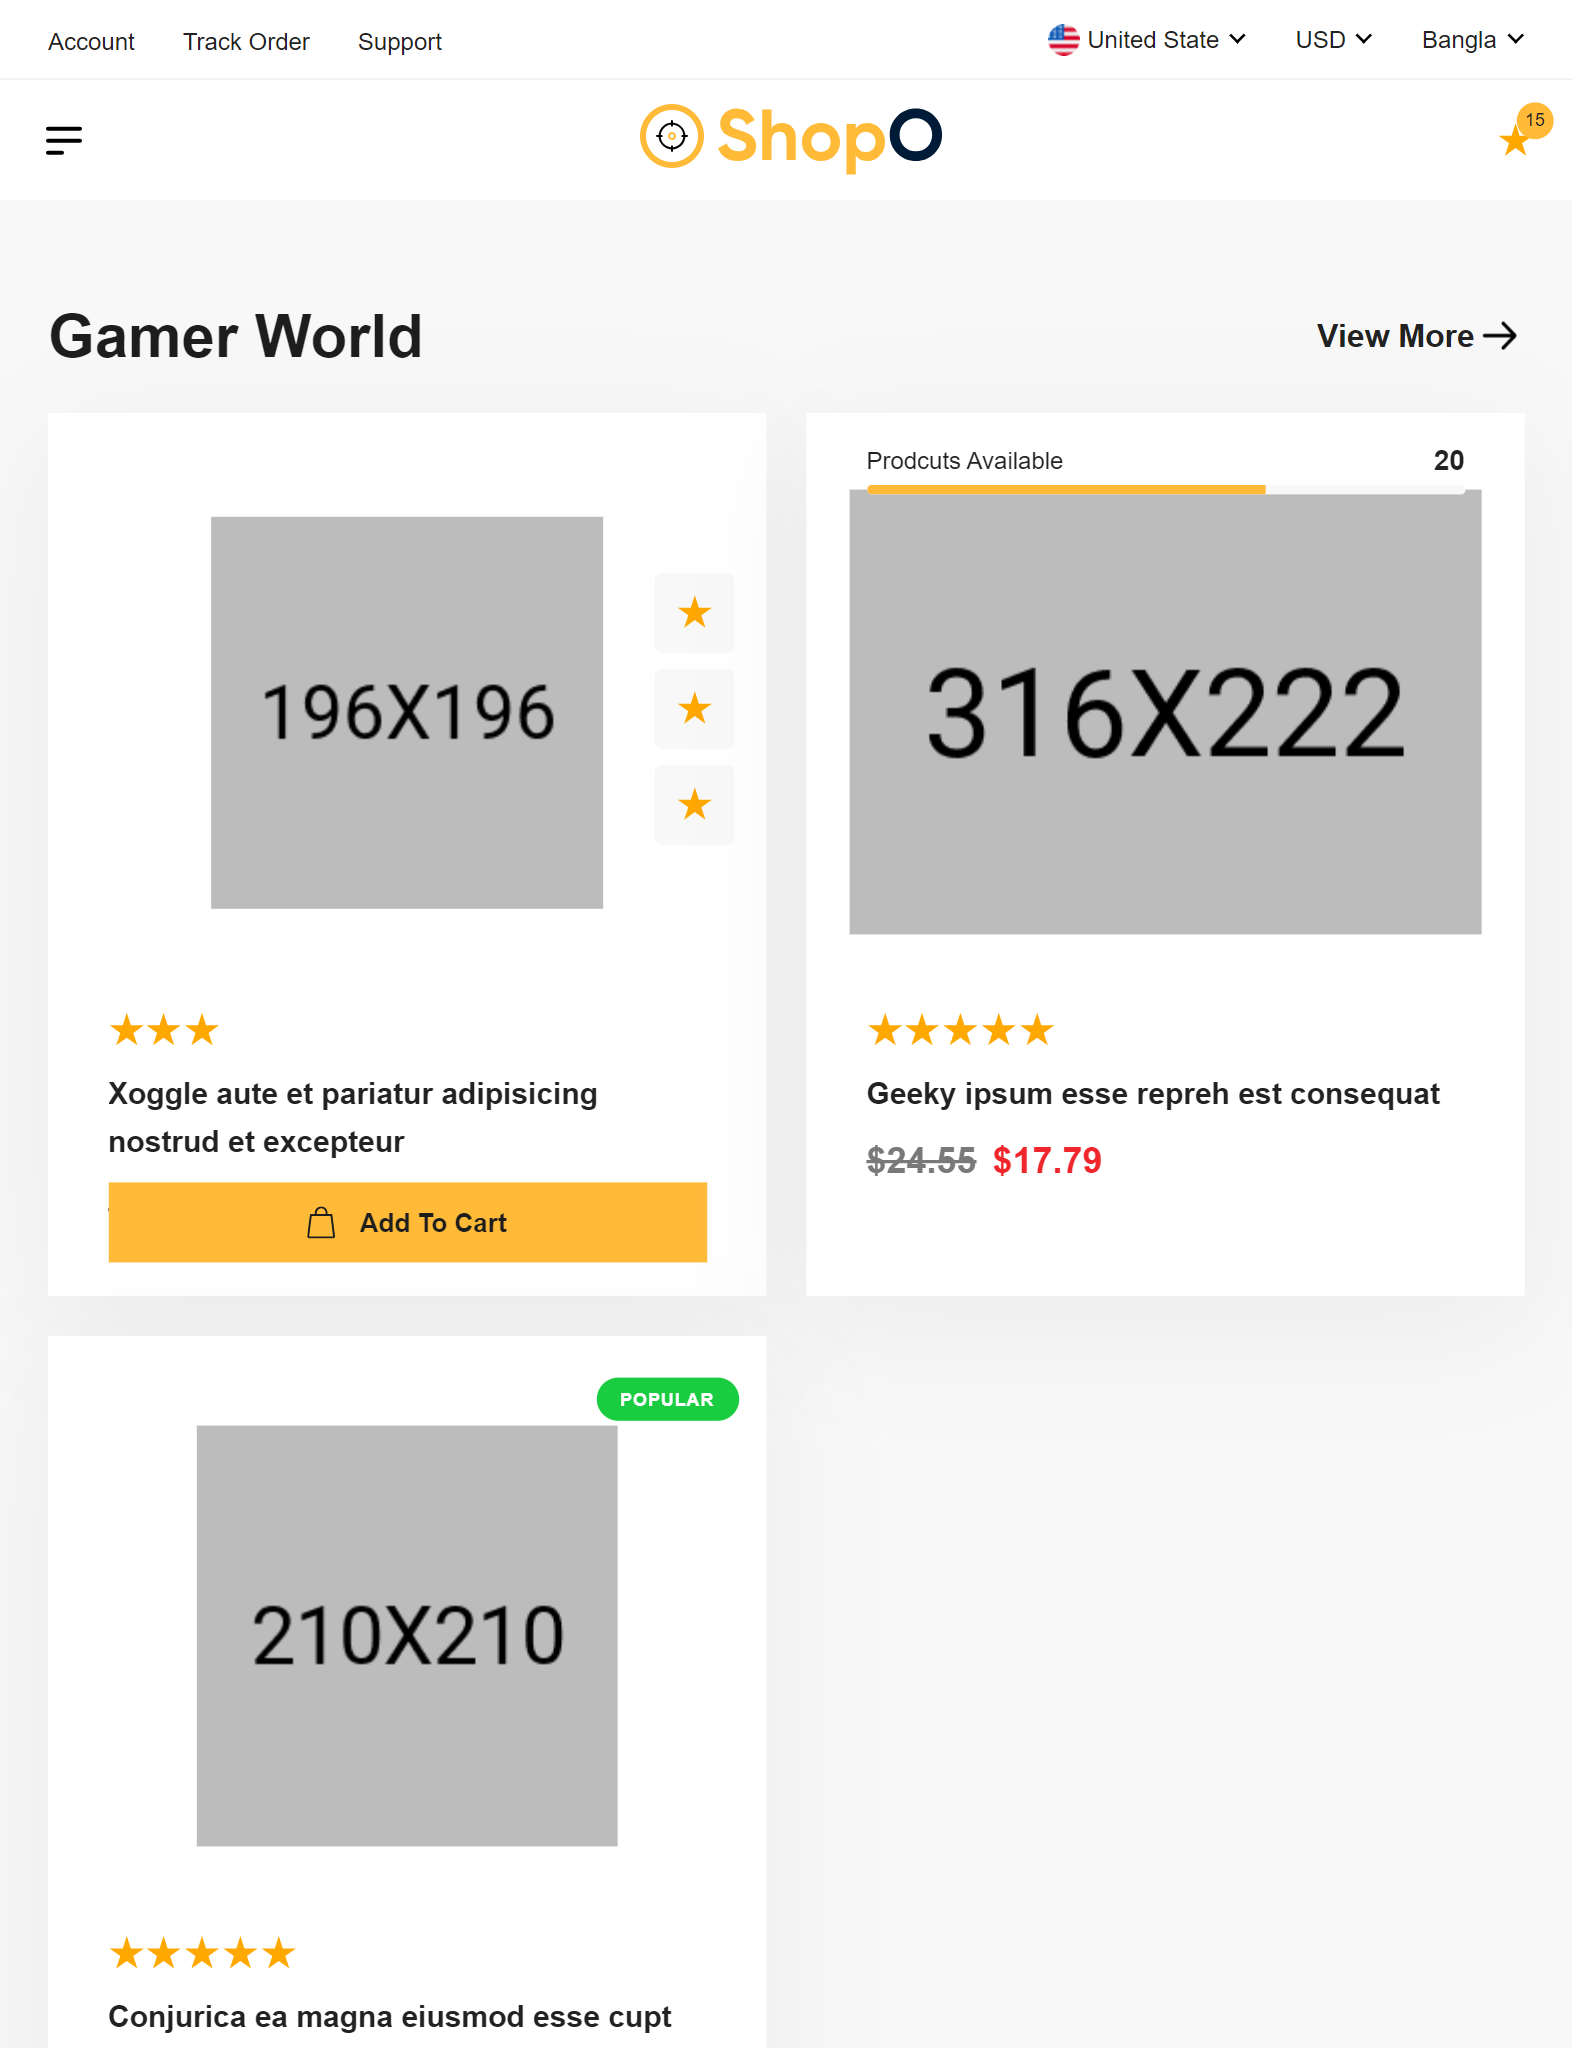 Account Track Order Support United State USD Bangla
ShopO
15
Gamer World
View More
196X196
Xoggle aute et pariatur adipisicing
nostrud et excepteur
Add To Cart
Prodcuts Available 20
316X222
Geeky ipsum esse repreh est consequat
$24.55 $17.79
POPULAR
210X210
Conjurica ea magna eiusmod esse cupt